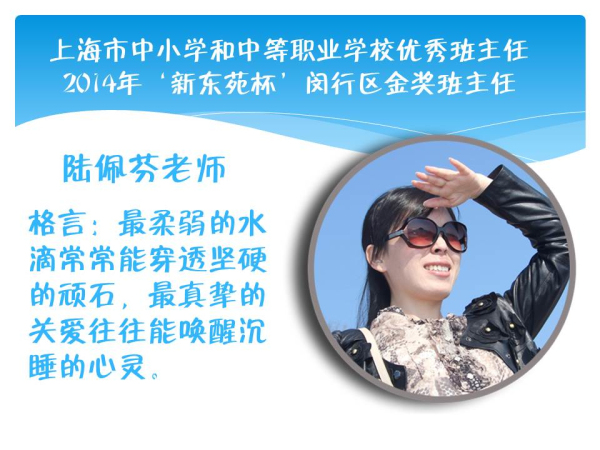 上海市中小学和中等职业学校优秀班主任
2014年‘新东苑杯’闵行区金奖班主任
陆佩芬老师
格言：最柔弱的水
滴常常能穿透坚硬
的顽石，最真挚的
关爱往往能唤醒沉
睡的心灵。